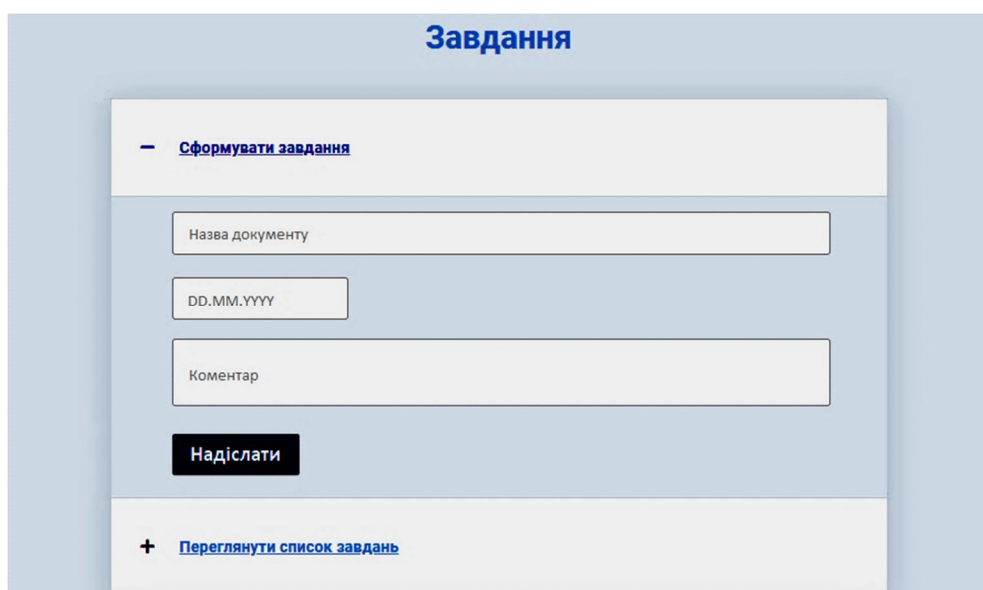 Завдання
− Сформувати завдання
Назва документу
DD.MM.YYYY
Коментар
Надіслати
+ Переглянути список завдань